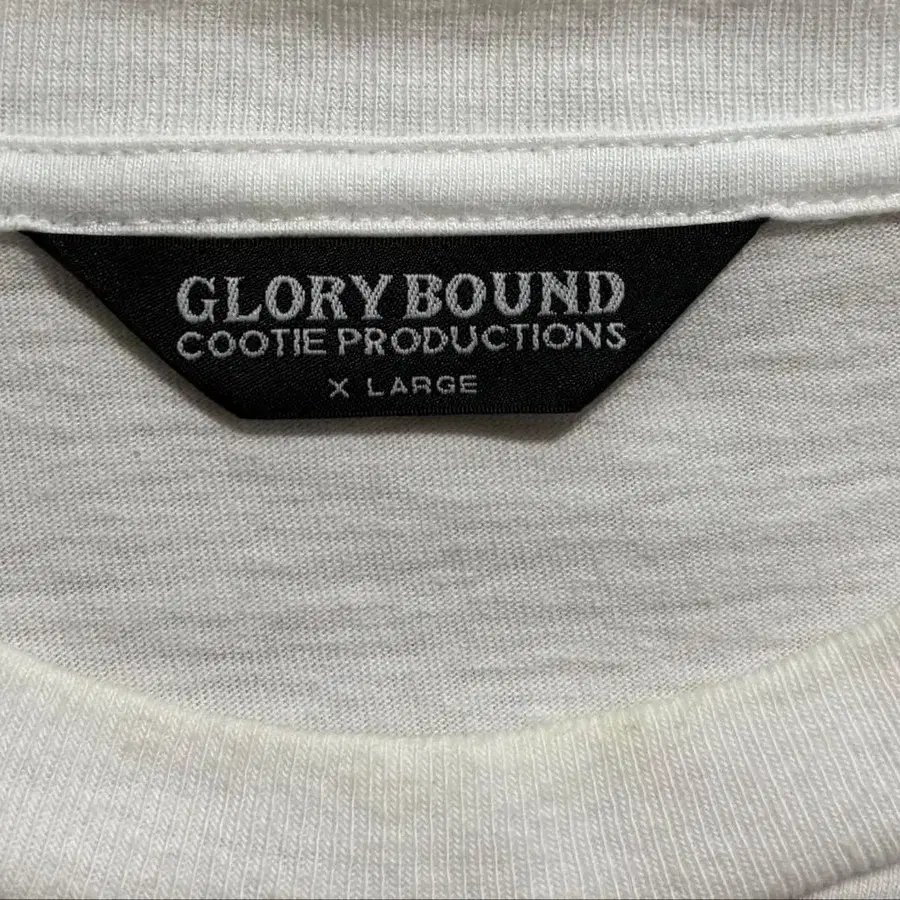 GLORY BOUND
COOTIE PRODUCTIONS
X LARGE